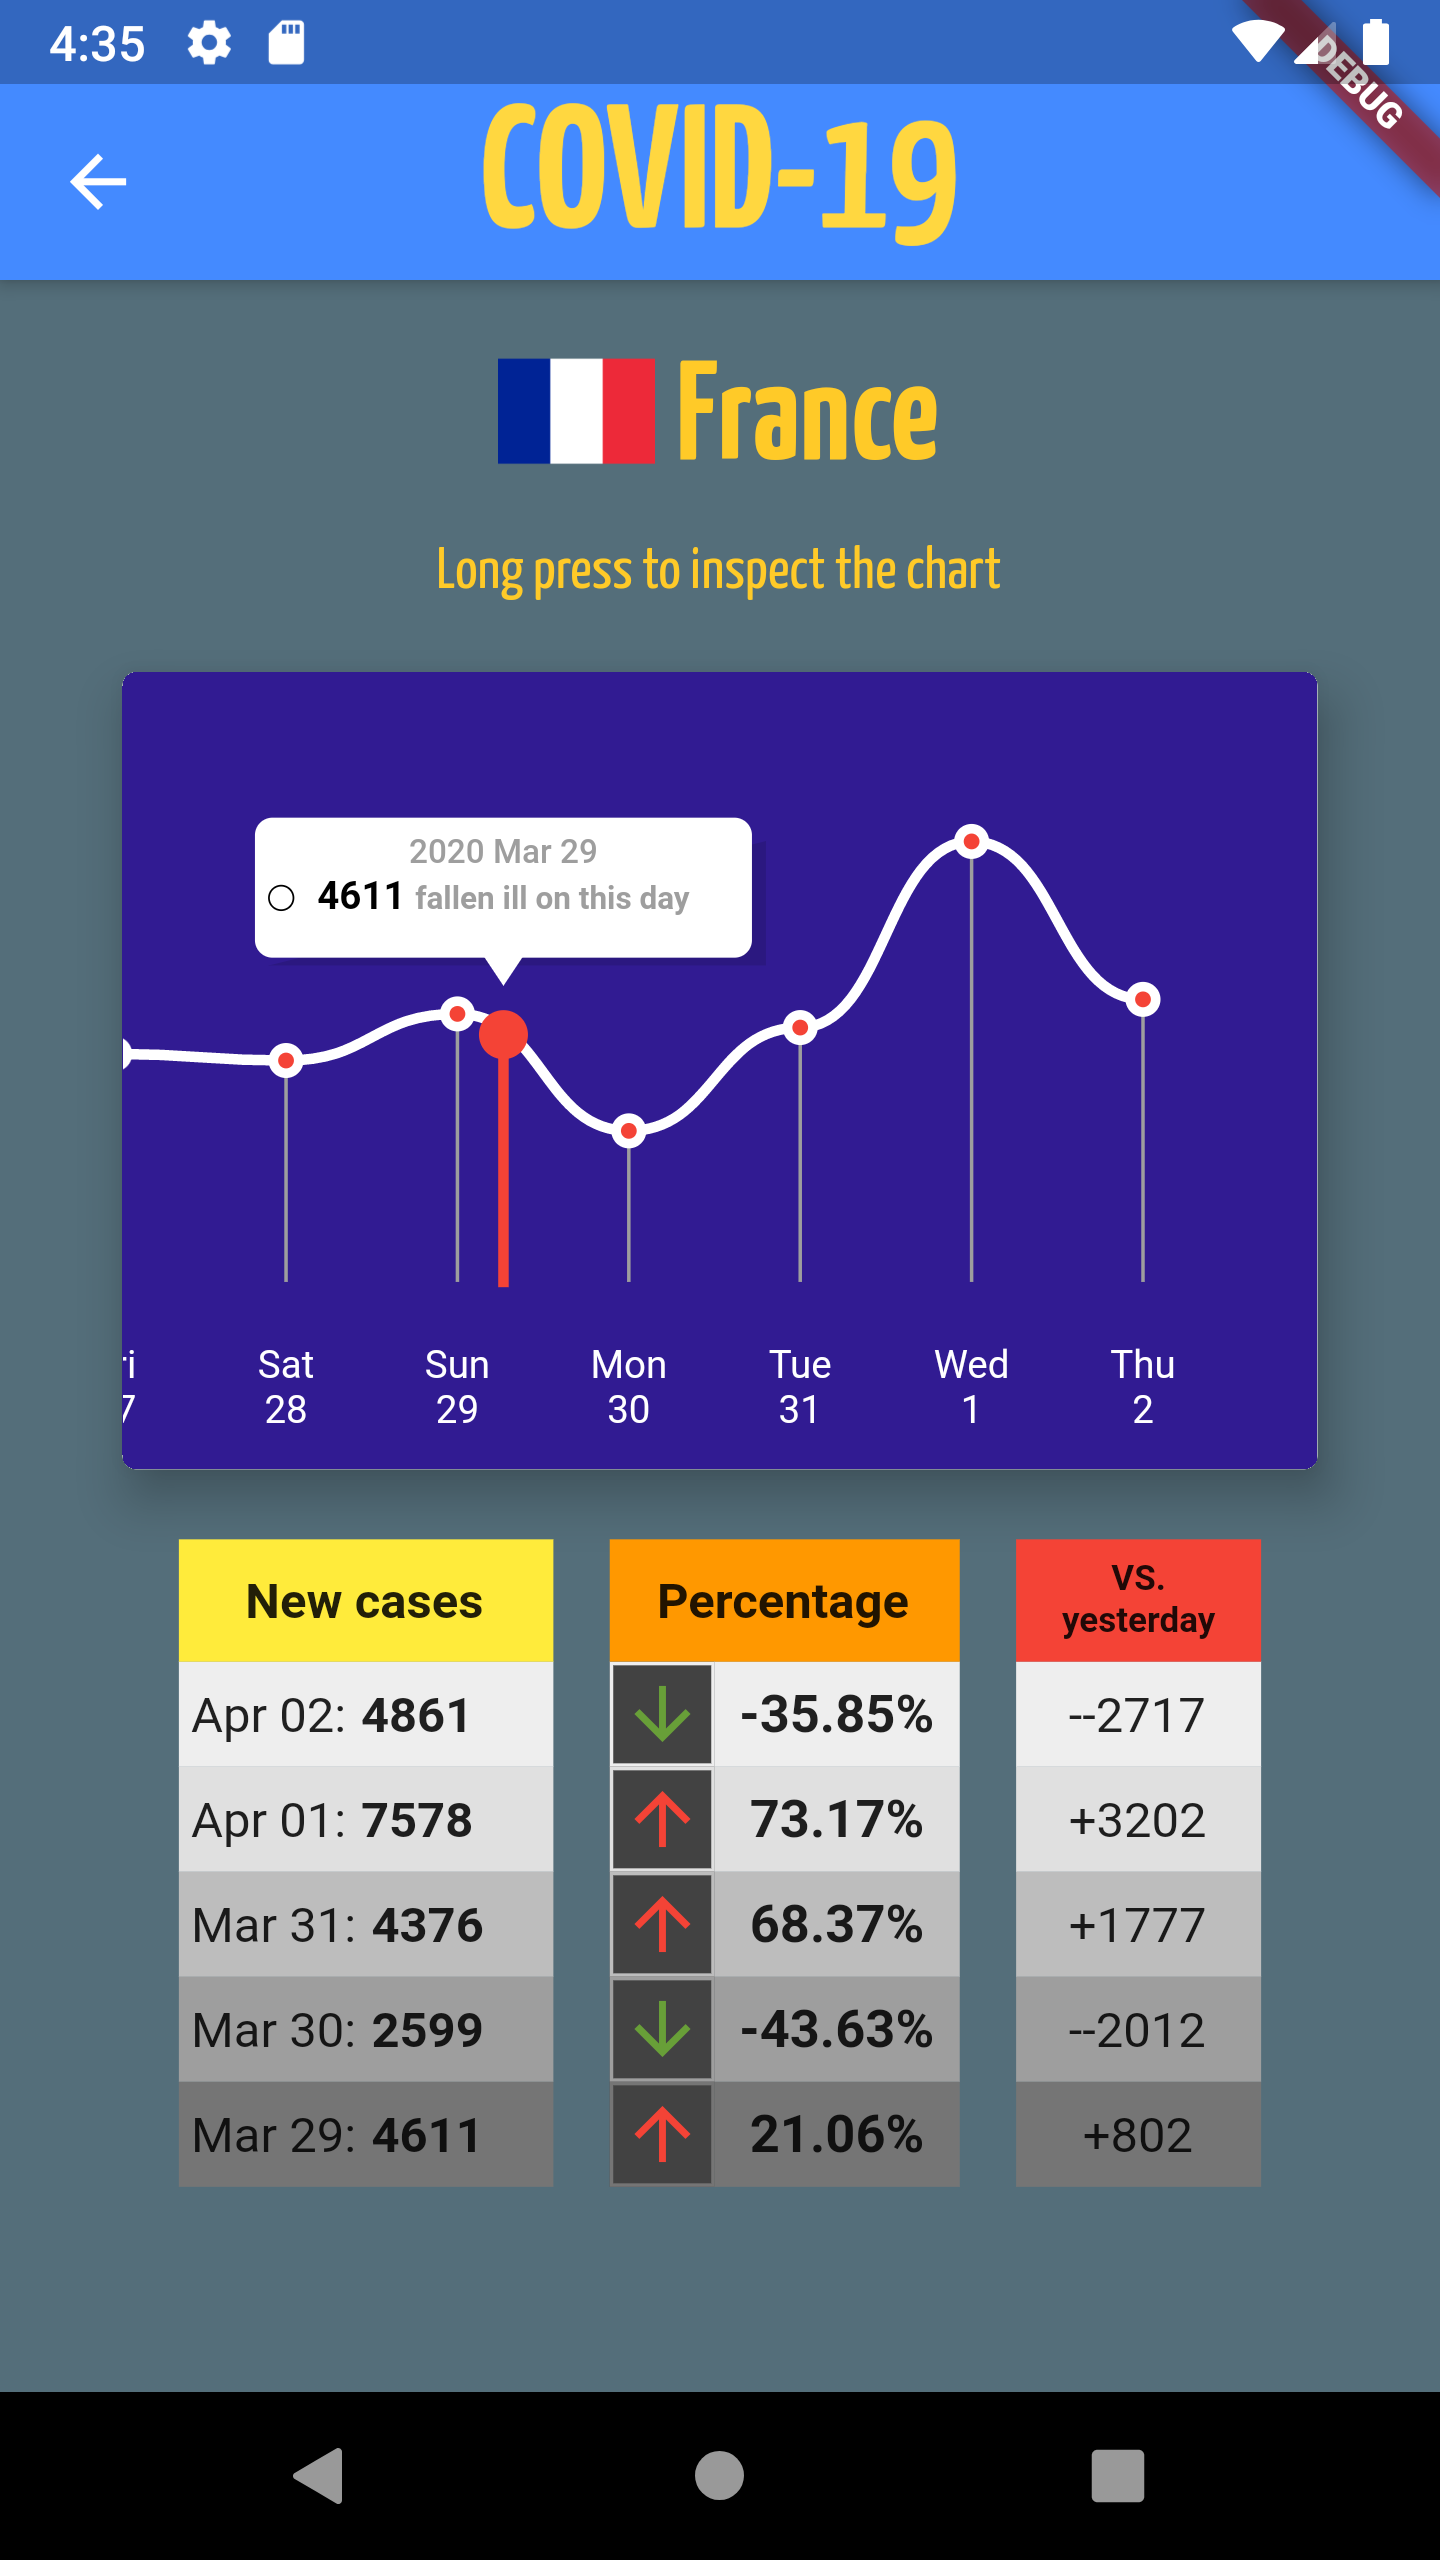 4:35
DEBUG
COVID-19
France
Long press to inspect the chart
2020 Mar 29
4611 fallen ill on this day
ri Sat Sun Mon Tue Wed Thu
7 28 29 30 31 1 2
New cases Percentage VS. yesterday
Apr 02: 4861 -35.85% --2717
Apr 01: 7578 73.17% +3202
Mar 31: 4376 68.37% +1777
Mar 30: 2599 -43.63% --2012
Mar 29: 4611 21.06% +802